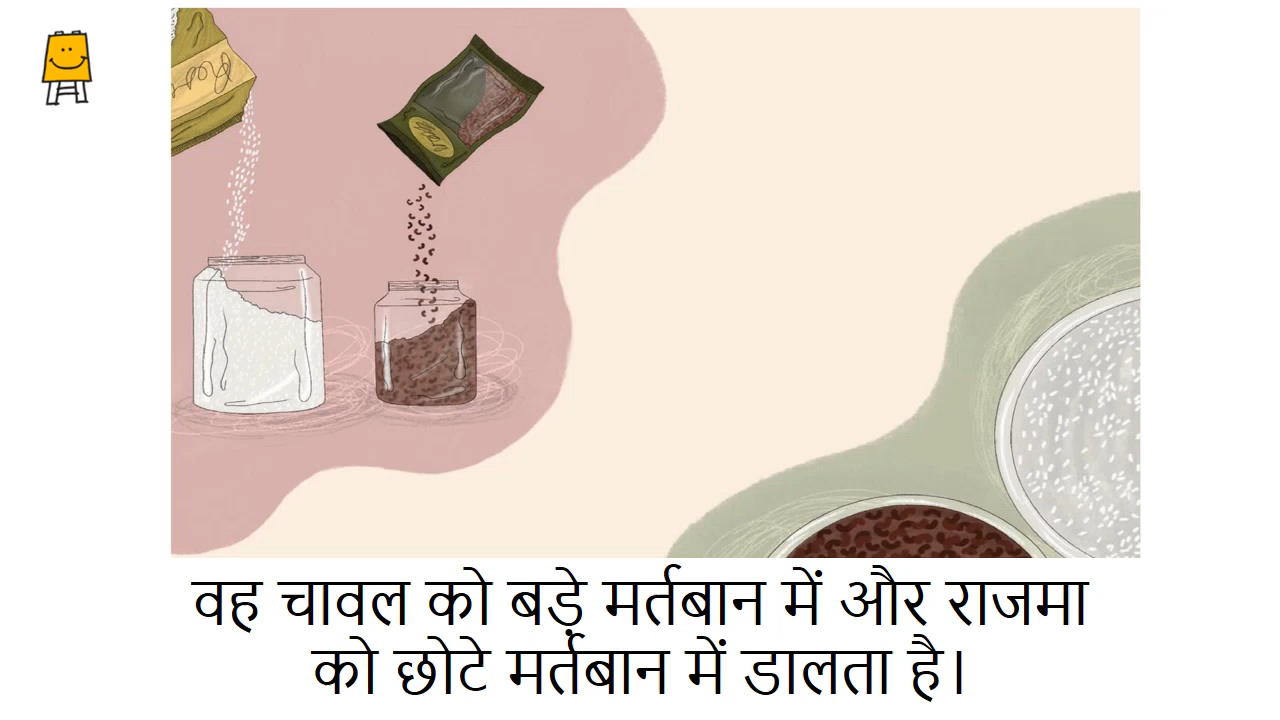 वह चावल को बड़े मर्तबान में और राजमा
को छोटे मर्तबान में डालता है।